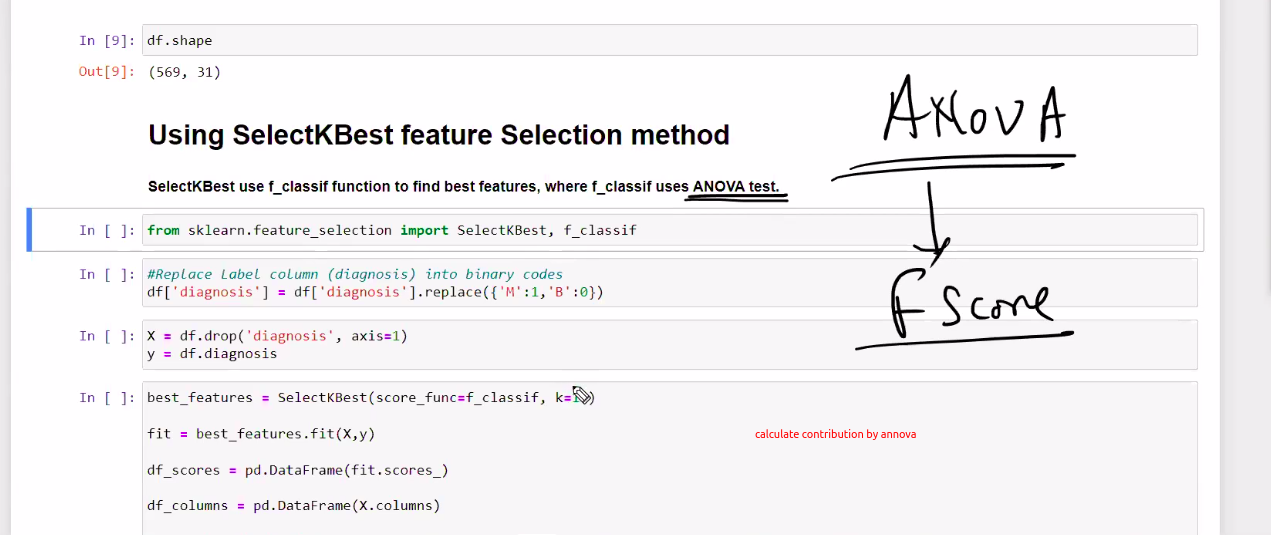 In [9]: df.shape
Out[9]: (569, 31)
Using SelectKBest feature Selection method
SelectKBest use f_classif function to find best features, where f_classif uses ANOVA test.
ANOVA
F Score
In [ ]: from sklearn.feature_selection import SelectKBest, f_classif
In [ ]: #Replace Label column (diagnosis) into binary codes
df['diagnosis'] = df['diagnosis'].replace({'M':1,'B':0})
In [ ]: X = df.drop('diagnosis', axis=1)
y = df.diagnosis
In [ ]: best_features = SelectKBest(score_func=f_classif, k=
fit = best_features.fit(X,y)
calculate contribution by annova
df_scores = pd.DataFrame(fit.scores_)
df_columns = pd.DataFrame(X.columns)